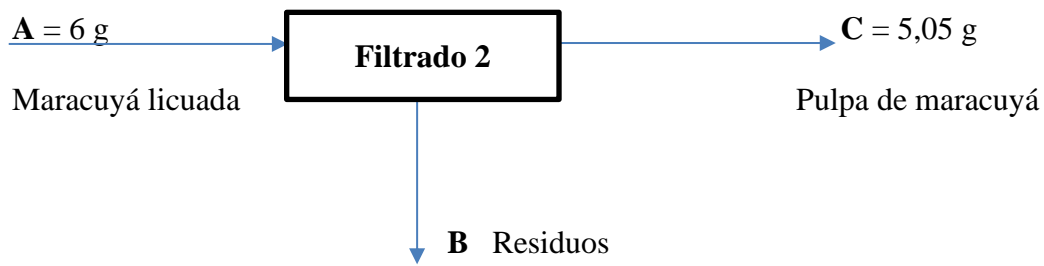 A = 6 g
Filtrado 2
C = 5,05 g
Maracuyá licuada
Pulpa de maracuyá
B Residuos